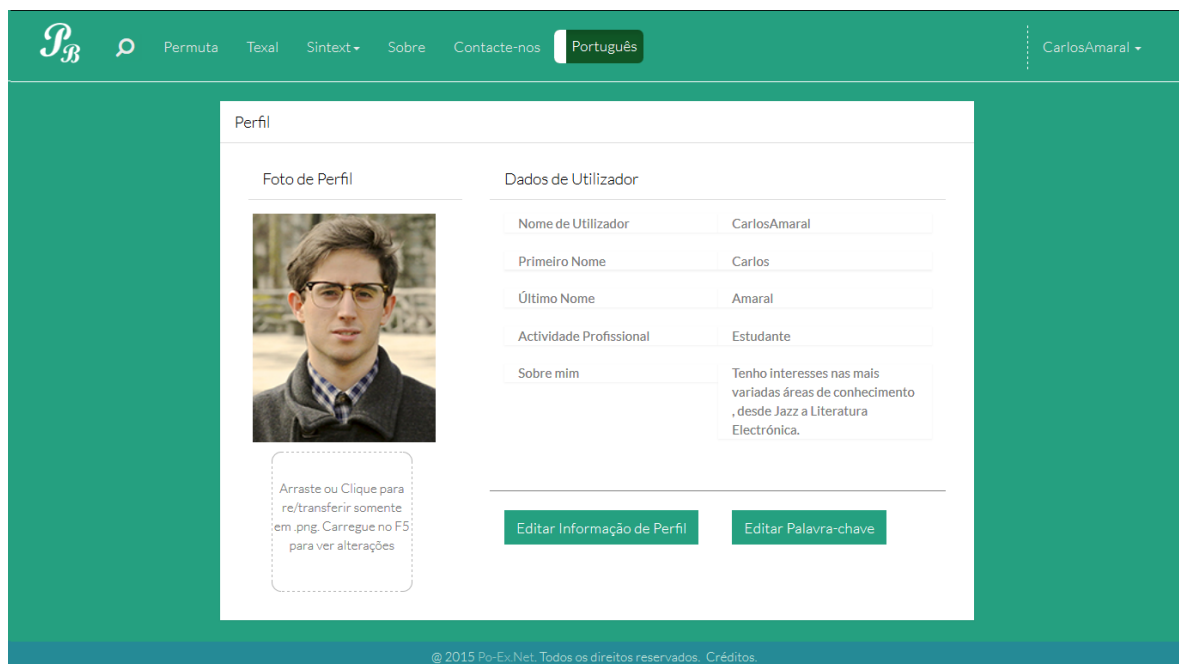 PB
Permuta Texal Sintext Sobre Contacte-nos Português CarlosAmaral
Perfil
Foto de Perfil
Arraste ou Clique para
re/transferir somente
em .png. Carregue no F5
para ver alterações
Dados de Utilizador
Nome de Utilizador CarlosAmaral
Primeiro Nome Carlos
Último Nome Amaral
Actividade Profissional Estudante
Sobre mim Tenho interesses nas mais
variadas áreas de conhecimento
, desde Jazz a Literatura
Electrónica.
Editar Informação de Perfil Editar Palavra-chave
@ 2015 Po-Ex.Net. Todos os direitos reservados. Créditos.